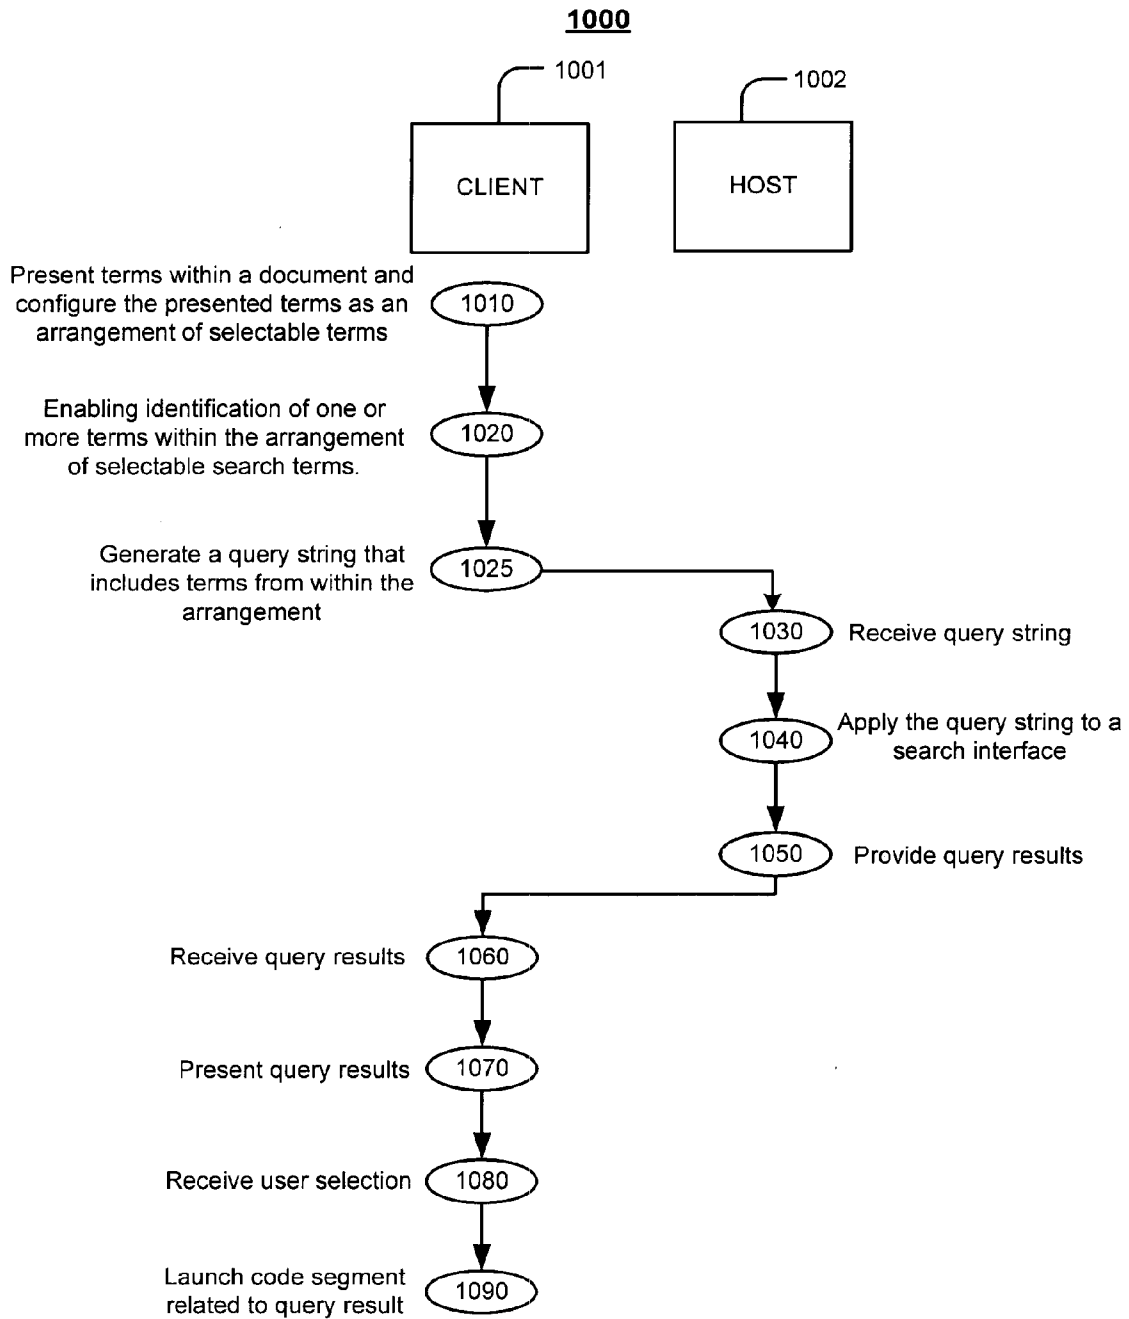 1000
1001
1002
CLIENT
HOST
Present terms within a document and
configure the presented terms as an
arrangement of selectable terms
1010
Enabling identification of one or
more terms within the arrangement
of selectable search terms.
1020
Generate a query string that
includes terms from within the
arrangement
1025
1030
Receive query string
1040
Apply the query string to a
search interface
1050
Provide query results
Receive query results
1060
Present query results
1070
Receive user selection
1080
Launch code segment
related to query result
1090